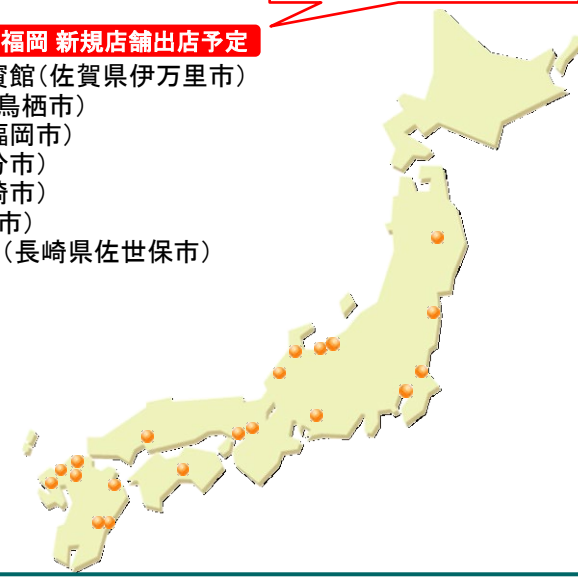 福岡 新規店舗出店予定
館（佐賀県伊万里市）
鳥栖市）
福岡市）
分市）
崎市）
市）
（長崎県佐世保市）